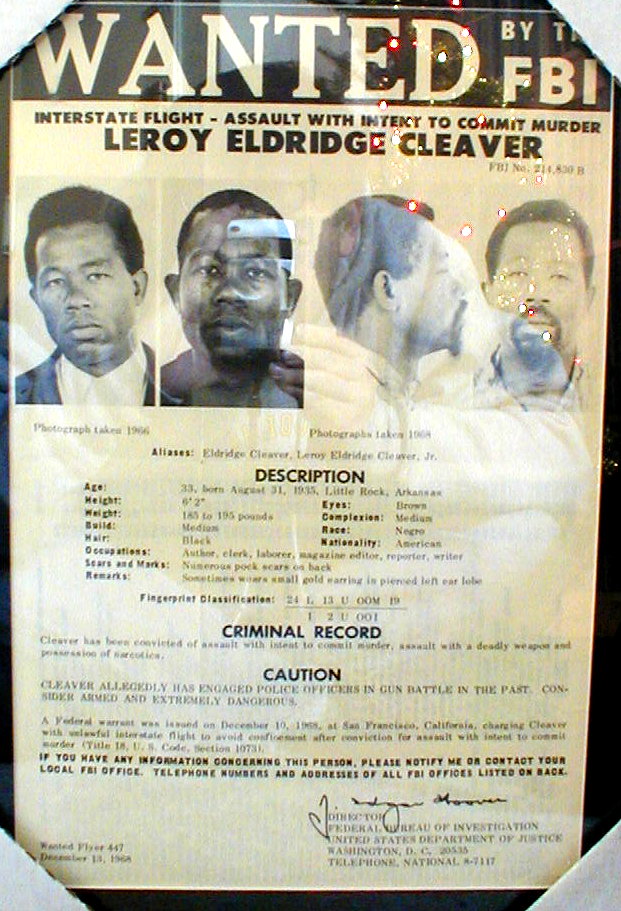 WANTED
BY
FBI
INTERSTATE FLIGHT - ASSAULT WITH INTENT TO COMMIT MURDER
LEROY ELDRIDGE CLEAVER
FBI No. 214,830 B
Photograph taken 1966
Photographs taken 1968
Aliases: Eldridge Cleaver, Leroy Eldridge Cleaver, Jr.
DESCRIPTION
Age: 33, born August 31, 1935, Little Rock, Arkansas
Height: 6'2" Eyes: Brown
Weight: 185 to 195 pounds Complexion: Medium
Build: Medium Race: Negro
Hair: Black Nationality: American
Occupations: Author, clerk, laborer, magazine editor, reporter, writer
Scars and Marks: Numerous pock scars on back
Remarks: Sometimes wears small gold earring in pierced left ear lobe
Fingerprint Classification: 24 L 13 U OOM 19
1 2 U OOI
CRIMINAL RECORD
Cleaver has been convicted of assault with intent to commit murder, assault with a deadly weapon and
possession of narcotics.
CAUTION
CLEAVER ALLEGEDLY HAS ENGAGED POLICE OFFICERS IN GUN BATTLE IN THE PAST. CON-
SIDER ARMED AND EXTREMELY DANGEROUS.
A Federal warrant was issued on December 10, 1968, at San Francisco, California, charging Cleaver
with unlawful interstate flight to avoid confinement after conviction for assault with intent to commit
murder (Title 18, U. S. Code, Section 1073).
IF YOU HAVE ANY INFORMATION CONCERNING THIS PERSON, PLEASE NOTIFY ME OR CONTACT YOUR
LOCAL FBI OFFICE. TELEPHONE NUMBERS AND ADDRESSES OF ALL FBI OFFICES LISTED ON BACK.
J. Edgar Hoover
DIRECTOR
FEDERAL BUREAU OF INVESTIGATION
UNITED STATES DEPARTMENT OF JUSTICE
WASHINGTON, D. C. 20535
TELEPHONE, NATIONAL 8-7117
Wanted Flyer 447
December 13, 1968